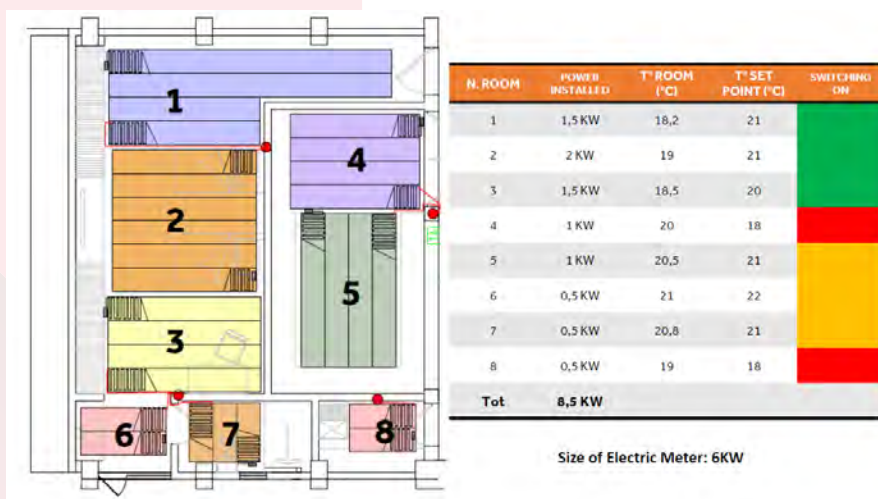 1
2
3
4
5
6
7
8
N. ROOM POWER INSTALLED T° ROOM (°C) T° SET POINT (°C) SWITCHING ON
1 1,5 KW 18,2 21
2 2 KW 19 21
3 1,5 KW 18,5 20
4 1 KW 20 18
5 1 KW 20,5 21
6 0,5 KW 21 22
7 0,5 KW 20,8 21
8 0,5 KW 19 18
Tot 8,5 KW
Size of Electric Meter: 6KW